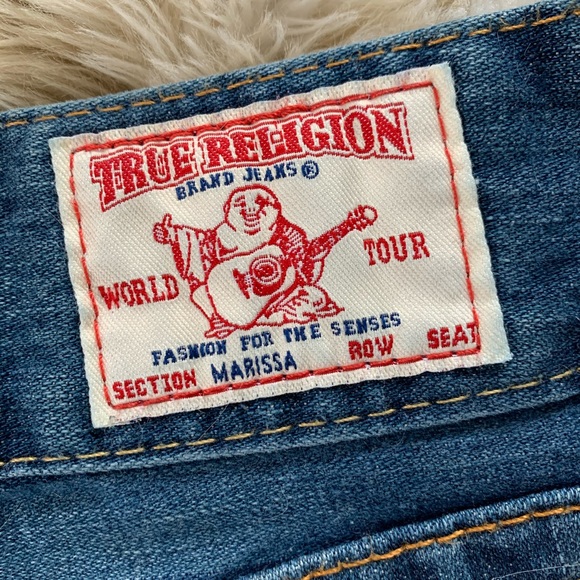 TRUE RELIGION
BRAND JEANS ®
WORLD TOUR
FASHION FOR THE SENSES
SECTION MARISSA ROW SEAT